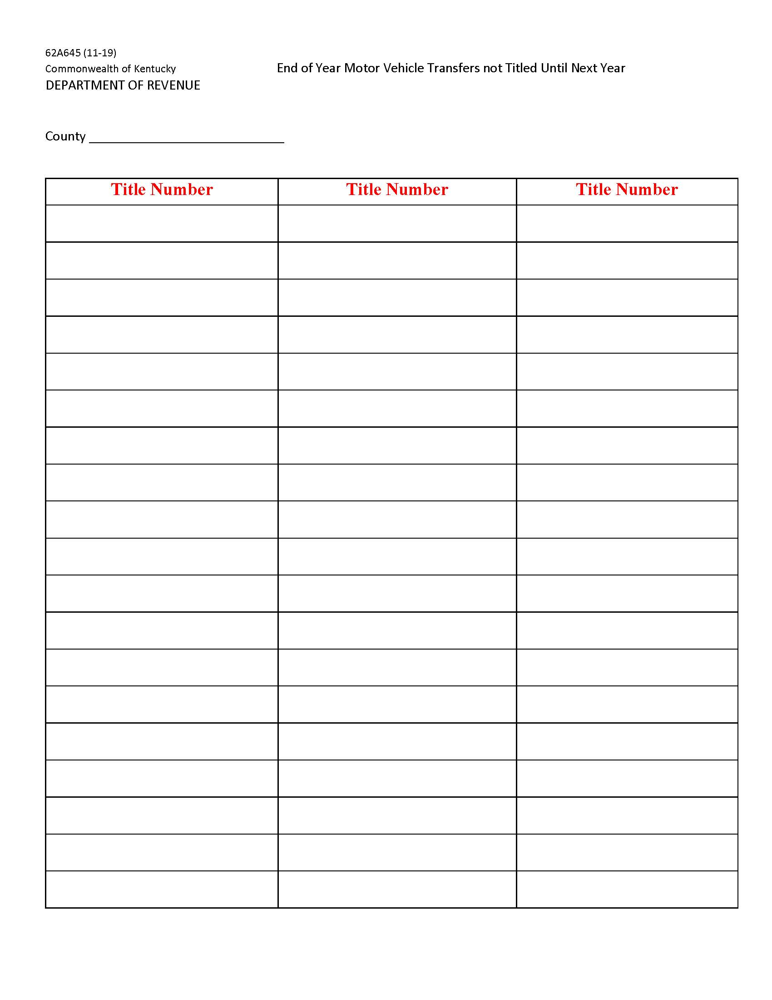 62A645 (11-19)
Commonwealth of Kentucky
End of Year Motor Vehicle Transfers not Titled Until Next Year
DEPARTMENT OF REVENUE
County ____________________________
Title Number Title Number Title Number